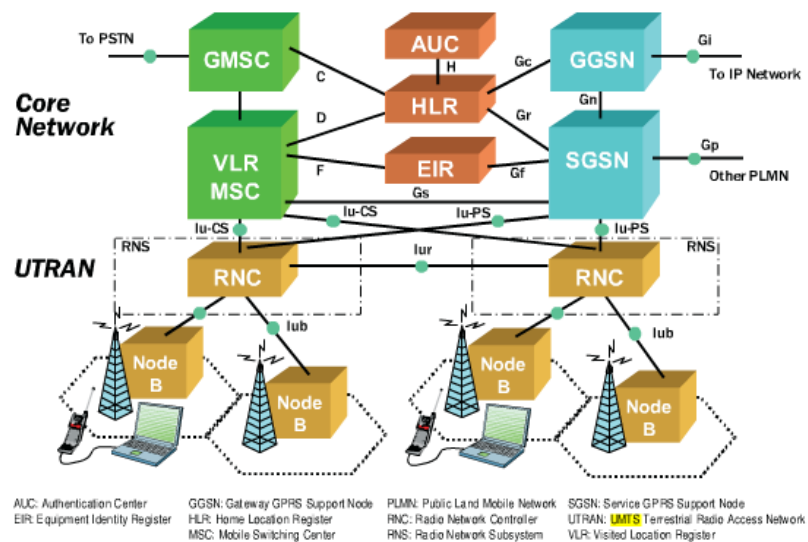 To PSTN
GMSC
AUC
GGSN
Gi
To IP Network
C
H
Gc
Core
Network
HLR
Gn
D
Gr
VLR
MSC
EIR
SGSN
Gp
Other PLMN
F
Gf
Gs
Iu-CS
Iu-CS
Iu-PS
Iu-PS
RNS
RNS
UTRAN
RNC
Iur
RNC
Iub
Iub
Node
B
Node
B
Node
B
Node
B
AUC: Authentication Center
GGSN: Gateway GPRS Support Node
PLMN: Public Land Mobile Network
SGSN: Service GPRS Support Node
EIR: Equipment Identity Register
HLR: Home Location Register
RNC: Radio Network Controller
UTRAN: UMTS Terrestrial Radio Access Network
MSC: Mobile Switching Center
RNS: Radio Network Subsystem
VLR: Visited Location Register